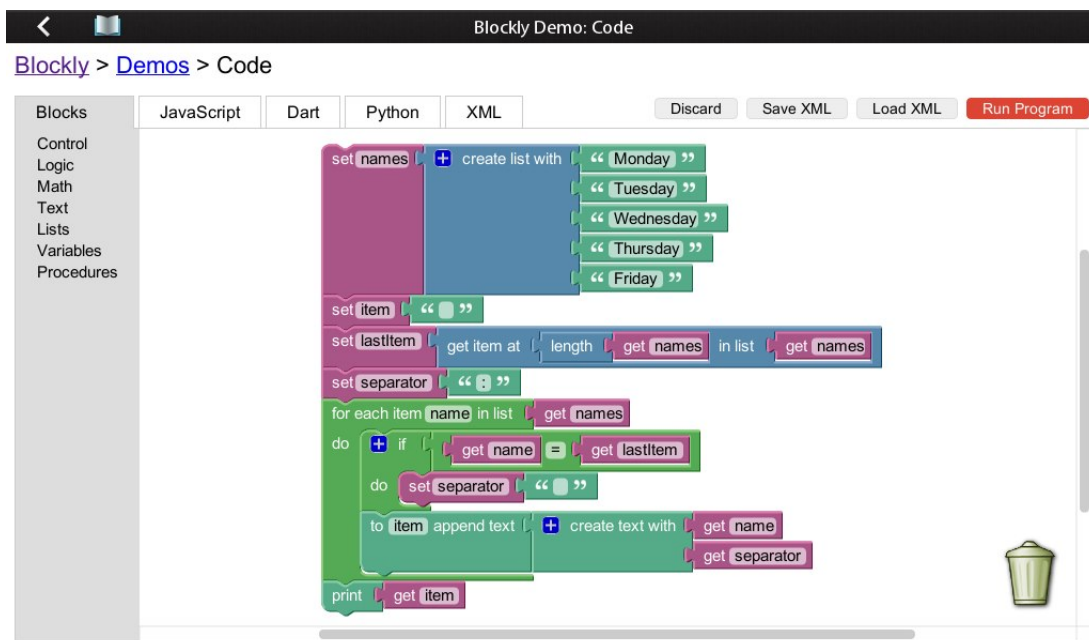 Blockly Demo: Code
Blockly > Demos > Code
Blocks JavaScript Dart Python XML Discard Save XML Load XML Run Program
Control
Logic
Math
Text
Lists
Variables
Procedures
set names create list with “ Monday ”
“ Tuesday ”
“ Wednesday ”
“ Thursday ”
“ Friday ”
set item “ ”
set lastItem get item at length get names in list get names
set separator “ : ”
for each item name in list get names
do if get name = get lastItem
do set separator “ ”
to item append text create text with get name
get separator
print get item